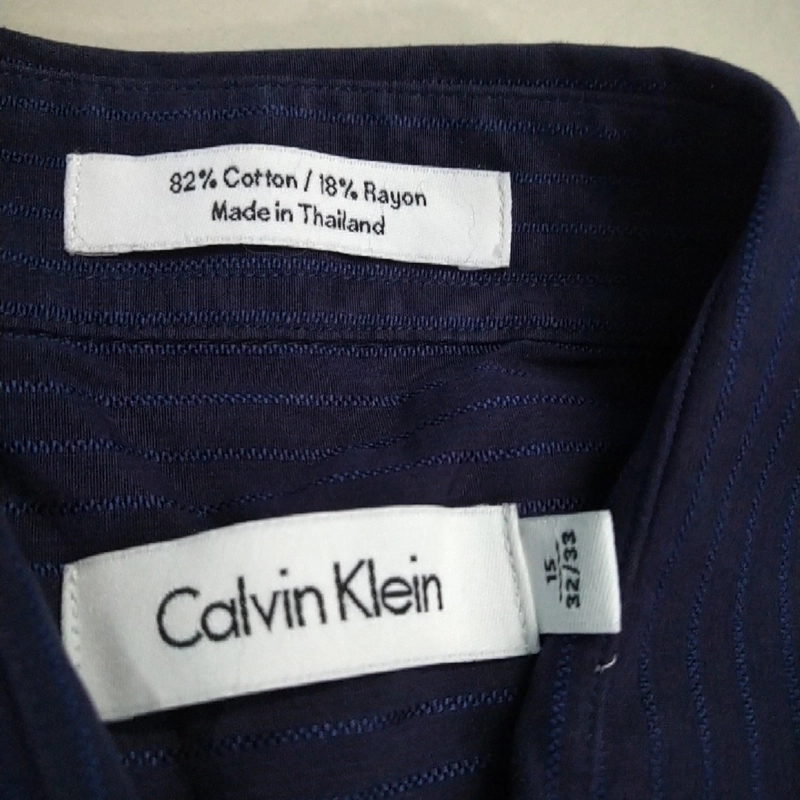 82% Cotton / 18% Rayon
Made in Thailand
Calvin Klein
15
32/33